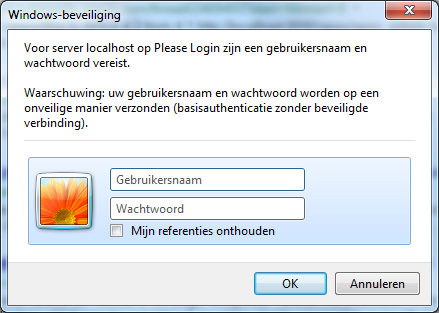 Windows-beveiliging
Voor server localhost op Please Login zijn een gebruikersnaam en
wachtwoord vereist.
Waarschuwing: uw gebruikersnaam en wachtwoord worden op een
onveilige manier verzonden (basisauthenticatie zonder beveiligde
verbinding).
Gebruikersnaam
Wachtwoord
Mijn referenties onthouden
OK
Annuleren